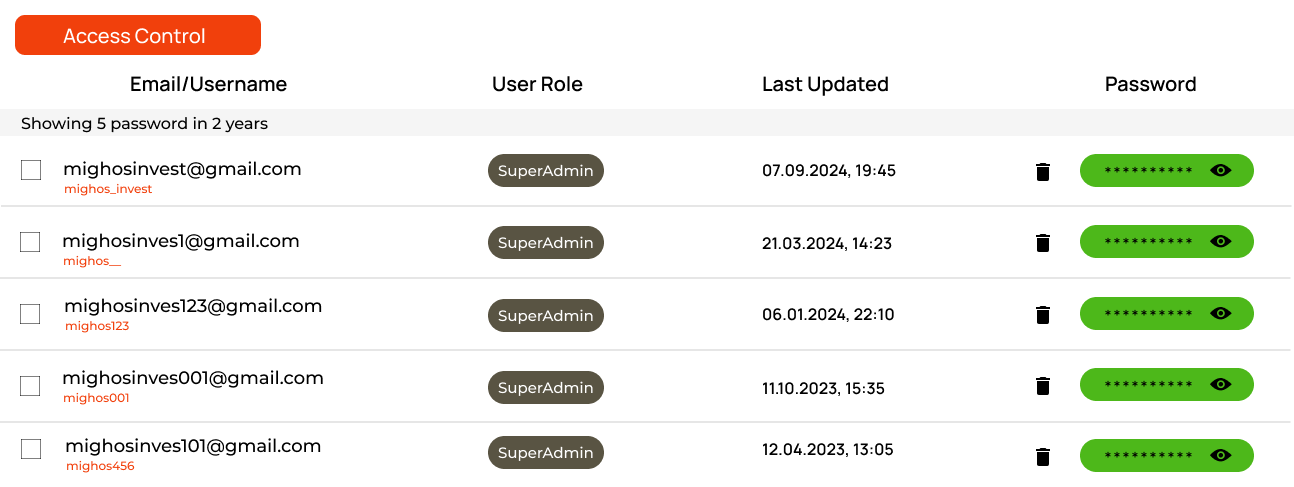 Access Control
Email/Username User Role Last Updated Password
Showing 5 password in 2 years
mighosinvest@gmail.com SuperAdmin 07.09.2024, 19:45 **********
mighos_invest
mighosinves1@gmail.com SuperAdmin 21.03.2024, 14:23 **********
mighos__
mighosinves123@gmail.com SuperAdmin 06.01.2024, 22:10 **********
mighos123
mighosinves001@gmail.com SuperAdmin 11.10.2023, 15:35 **********
mighos001
mighosinves101@gmail.com SuperAdmin 12.04.2023, 13:05 **********
mighos456